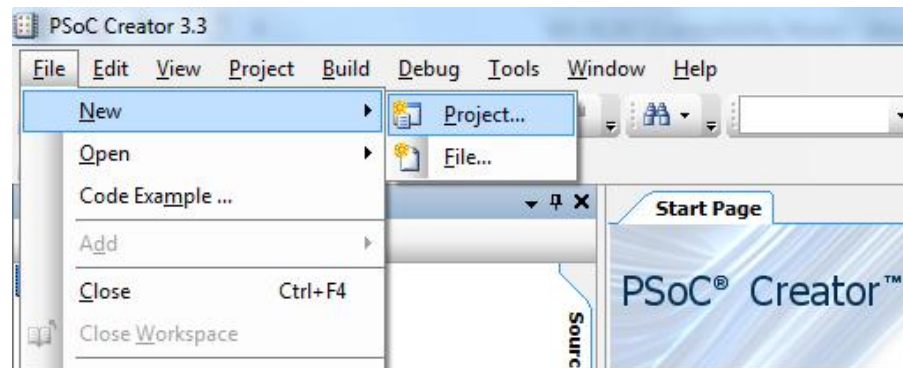 PSoC Creator 3.3
File Edit View Project Build Debug Tools Window Help
New
Project...
Open
File...
Code Example ...
Start Page
Add
PSoC® Creator™
Close Ctrl+F4
Close Workspace